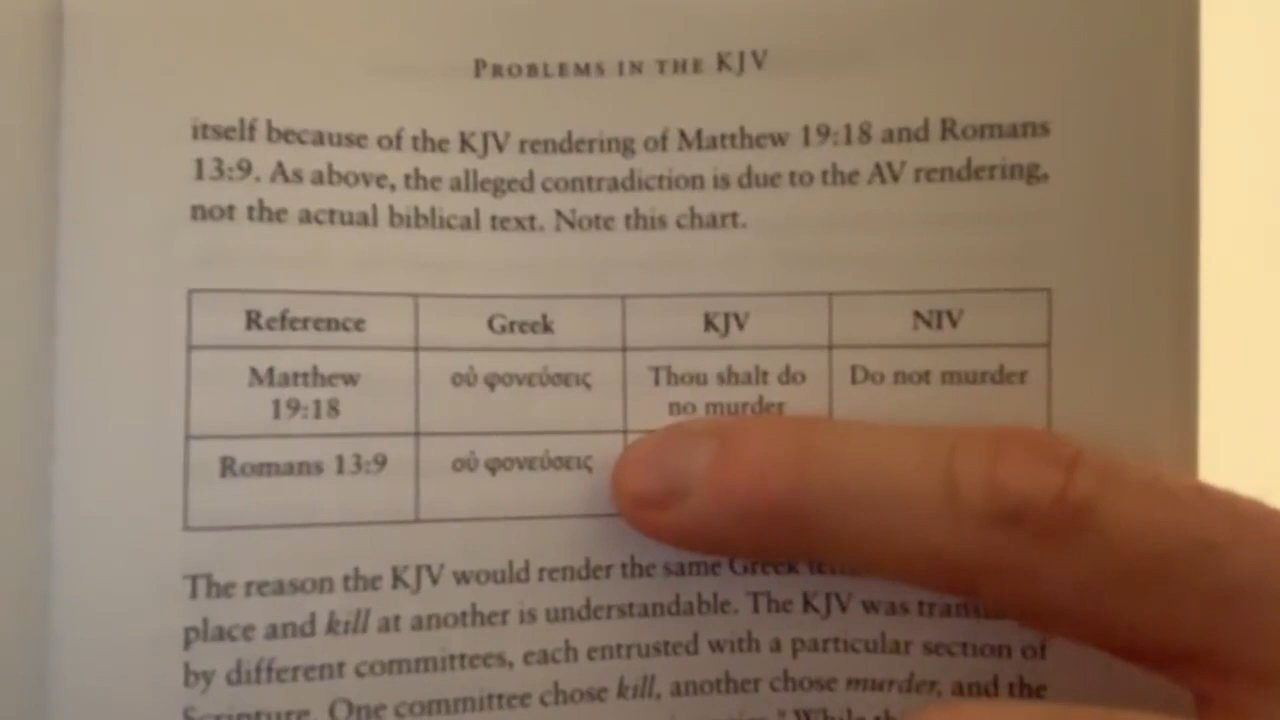 PROBLEMS IN THE KJV
itself because of the KJV rendering of Matthew 19:18 and Romans
13:9. As above, the alleged contradiction is due to the AV rendering,
not the actual biblical text. Note this chart.
Reference Greek KJV NIV
Matthew οὐ φονεύσεις Thou shalt do Do not murder
19:18 no murder
Romans 13:9 οὐ φονεύσεις
The reason the KJV would render the same Greek
place and kill at another is understandable. The KJV was
by different committees, each entrusted with a particular section of
Scripture. One committee chose kill, another chose murder, and the